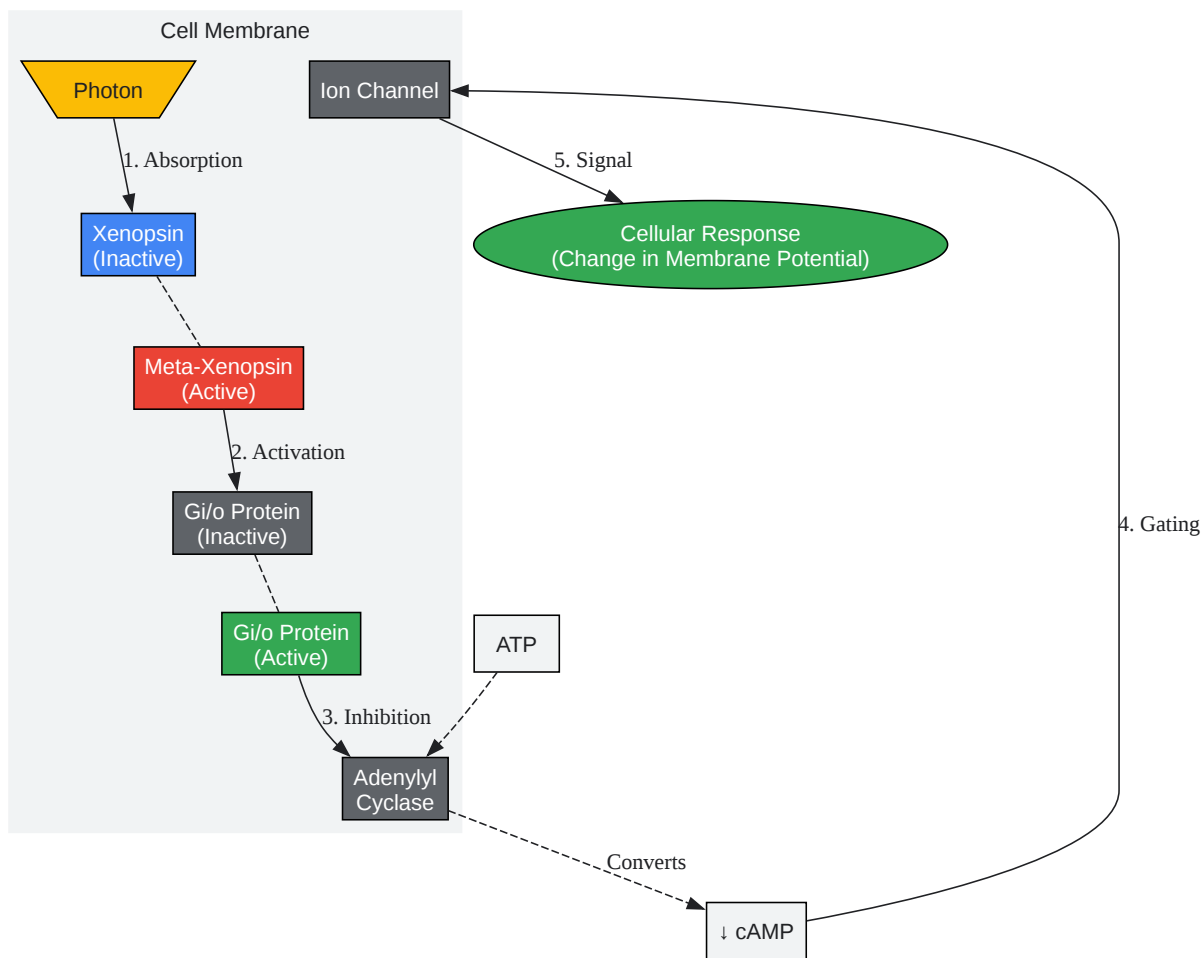 Cell Membrane
Photon
Ion Channel
1. Absorption
5. Signal
Xenopsin
(Inactive)
Cellular Response
(Change in Membrane Potential)
Meta-Xenopsin
(Active)
2. Activation
Gi/o Protein
(Inactive)
4. Gating
Gi/o Protein
(Active)
ATP
3. Inhibition
Adenylyl
Cyclase
Converts
↓ cAMP